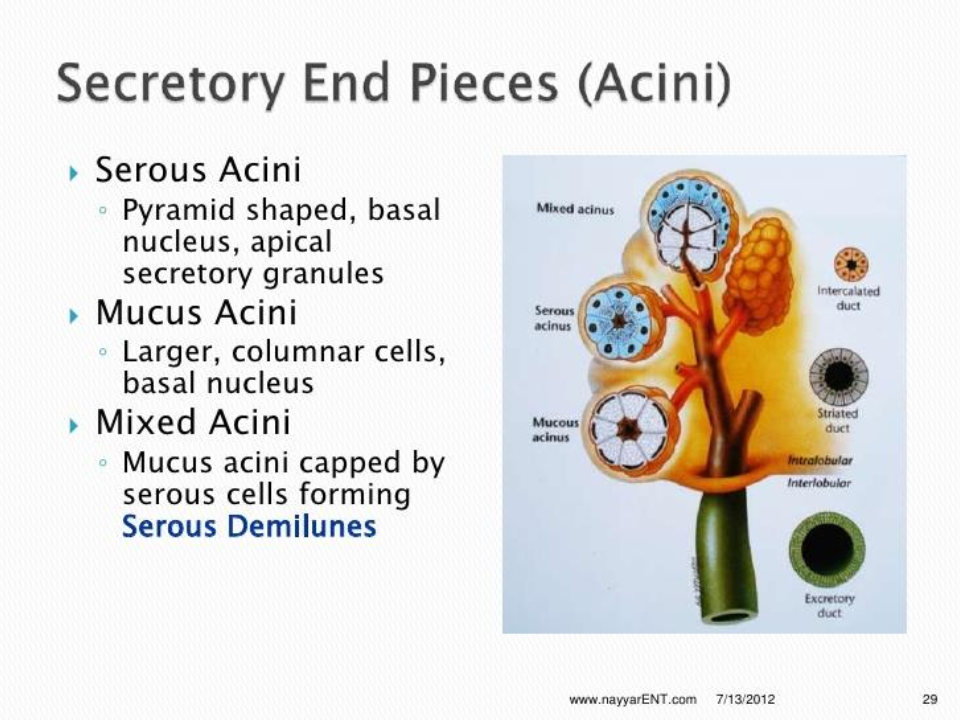 Secretory End Pieces (Acini)
Serous Acini
Pyramid shaped, basal
nucleus, apical
secretory granules
Mucus Acini
Larger, columnar cells,
basal nucleus
Mixed Acini
Mucus acini capped by
serous cells forming
Serous Demilunes
Mixed acinus
Serous
acinus
Mucous
acinus
Intercalated
duct
Striated
duct
Intralobular
Interlobular
Excretory
duct
www.nayyarENT.com 7/13/2012 29